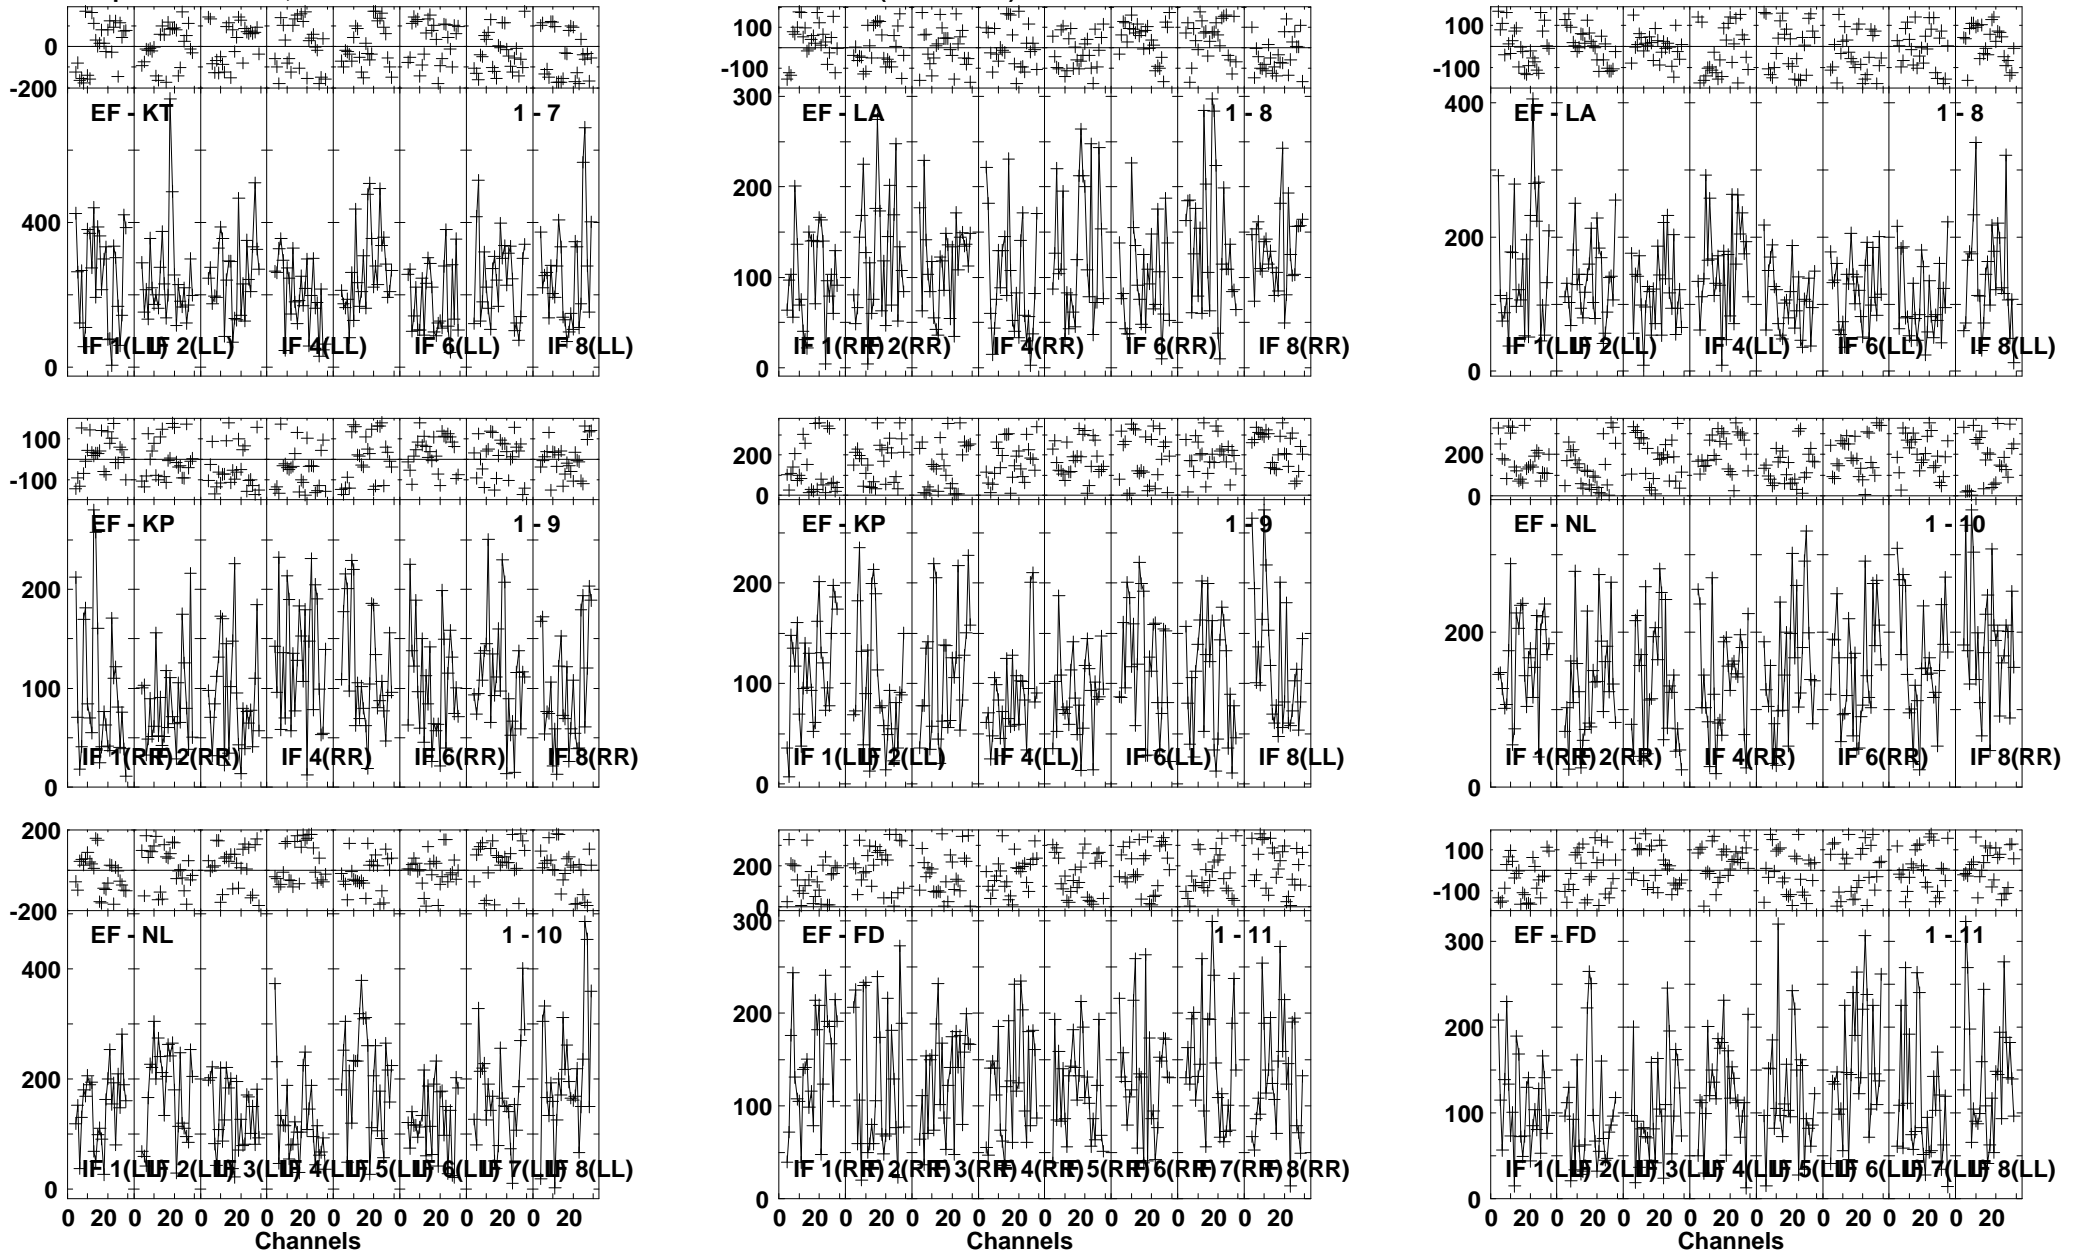 100 100
0
-100 -100
-200
EF - KT 1 - 7 300 EF - LA 1 - 8 400 EF - LA 1 - 8
400 200 200
100
0 IF 1(LL) IF 2(LL) IF 4(LL) IF 6(LL) IF 8(LL) 0 IF 1(RR) IF 2(RR) IF 4(RR) IF 6(RR) IF 8(RR) 0 IF 1(LL) IF 2(LL) IF 4(LL) IF 6(LL) IF 8(LL)
100 200 200
-100 0 0
EF - KP 1 - 9 EF - KP 1 - 9 EF - NL 1 - 10
200 200 200
100 100
0 IF 1(RR) IF 2(RR) IF 4(RR) IF 6(RR) IF 8(RR) 0 IF 1(LL) IF 2(LL) IF 4(LL) IF 6(LL) IF 8(LL) 0 IF 1(RR) IF 2(RR) IF 4(RR) IF 6(RR) IF 8(RR)
200 200 100
-200 0 -100
EF - NL 1 - 10 300 EF - FD 1 - 11 300 EF - FD 1 - 11
400 200 200
200 100 100
0 IF 1(LL) IF 2(LL) IF 3(LL) IF 4(LL) IF 5(LL) IF 6(LL) IF 7(LL) IF 8(LL) 0 IF 1(RR) IF 2(RR) IF 3(RR) IF 4(RR) IF 5(RR) IF 6(RR) IF 7(RR) IF 8(RR) 0 IF 1(LL) IF 2(LL) IF 3(LL) IF 4(LL) IF 5(LL) IF 6(LL) IF 7(LL) IF 8(LL)
0 20 0 20 0 20 0 20 0 20 0 20 0 20 0 20 0 20 0 20 0 20 0 20 0 20 0 20 0 20 0 20 0 20 0 20 0 20 0 20 0 20 0 20 0 20 0 20
Channels Channels Channels